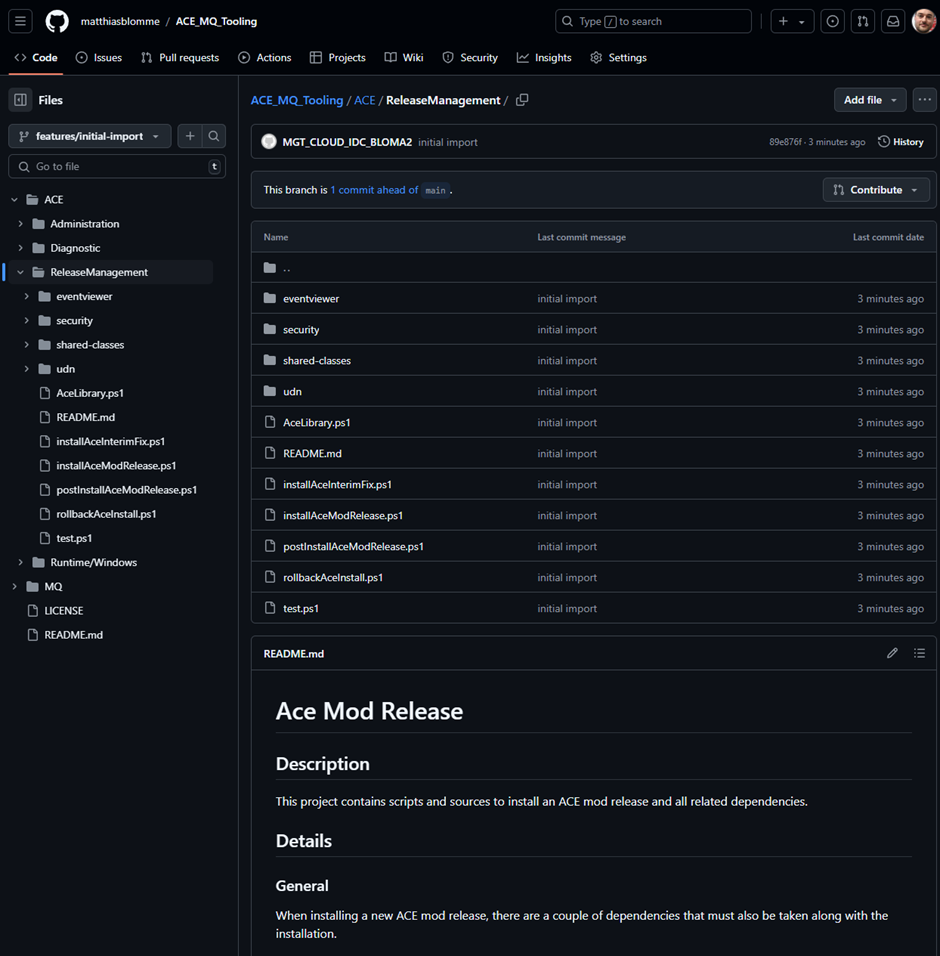 matthiasblomme / ACE_MQ_Tooling
Type / to search
Code Issues Pull requests Actions Projects Wiki Security Insights Settings
Files
features/initial-import
Go to file t
ACE
Administration
Diagnostic
ReleaseManagement
eventviewer
security
shared-classes
udn
AceLibrary.ps1
README.md
installAceInterimFix.ps1
installAceModRelease.ps1
postInstallAceModRelease.ps1
rollbackAceInstall.ps1
test.ps1
Runtime/Windows
MQ
LICENSE
README.md
ACE_MQ_Tooling / ACE / ReleaseManagement /
Add file
MGT_CLOUD_IDC_BLOMA2 initial import 89e876f · 3 minutes ago History
This branch is 1 commit ahead of main .
Contribute
Name Last commit message Last commit date
..
eventviewer initial import 3 minutes ago
security initial import 3 minutes ago
shared-classes initial import 3 minutes ago
udn initial import 3 minutes ago
AceLibrary.ps1 initial import 3 minutes ago
README.md initial import 3 minutes ago
installAceInterimFix.ps1 initial import 3 minutes ago
installAceModRelease.ps1 initial import 3 minutes ago
postInstallAceModRelease.ps1 initial import 3 minutes ago
rollbackAceInstall.ps1 initial import 3 minutes ago
test.ps1 initial import 3 minutes ago
README.md
Ace Mod Release
Description
This project contains scripts and sources to install an ACE mod release and all related dependencies.
Details
General
When installing a new ACE mod release, there are a couple of dependencies that must also be taken along with the
installation.